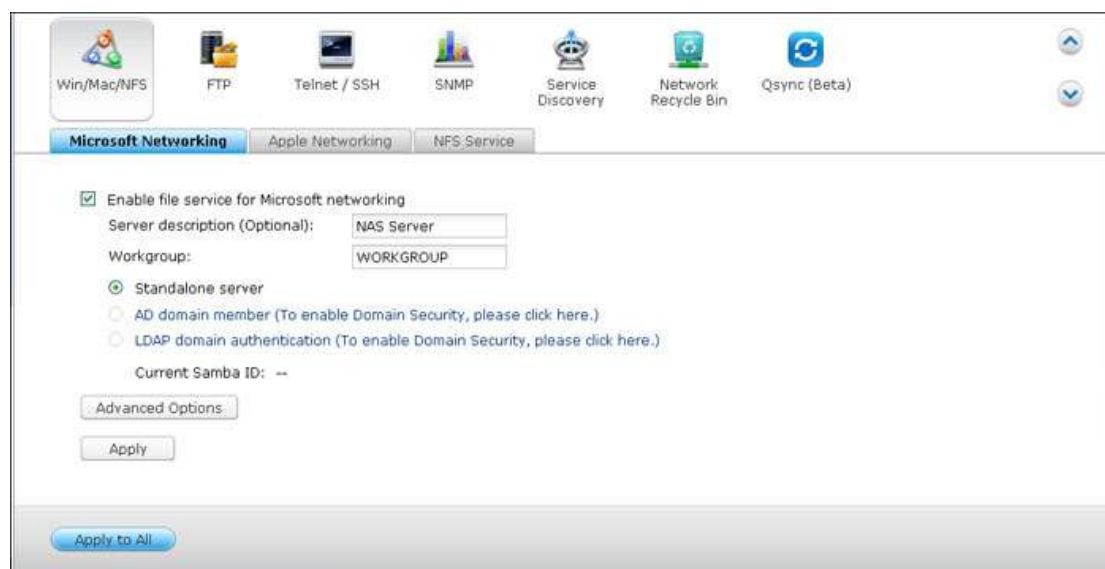 Win/Mac/NFS
FTP
Telnet / SSH
SNMP
Service
Discovery
Network
Recycle Bin
Qsync (Beta)
Microsoft Networking
Apple Networking
NFS Service
Enable file service for Microsoft networking
Server description (Optional):
NAS Server
Workgroup:
WORKGROUP
Standalone server
AD domain member (To enable Domain Security, please click here.)
LDAP domain authentication (To enable Domain Security, please click here.)
Current Samba ID: --
Advanced Options
Apply
Apply to All